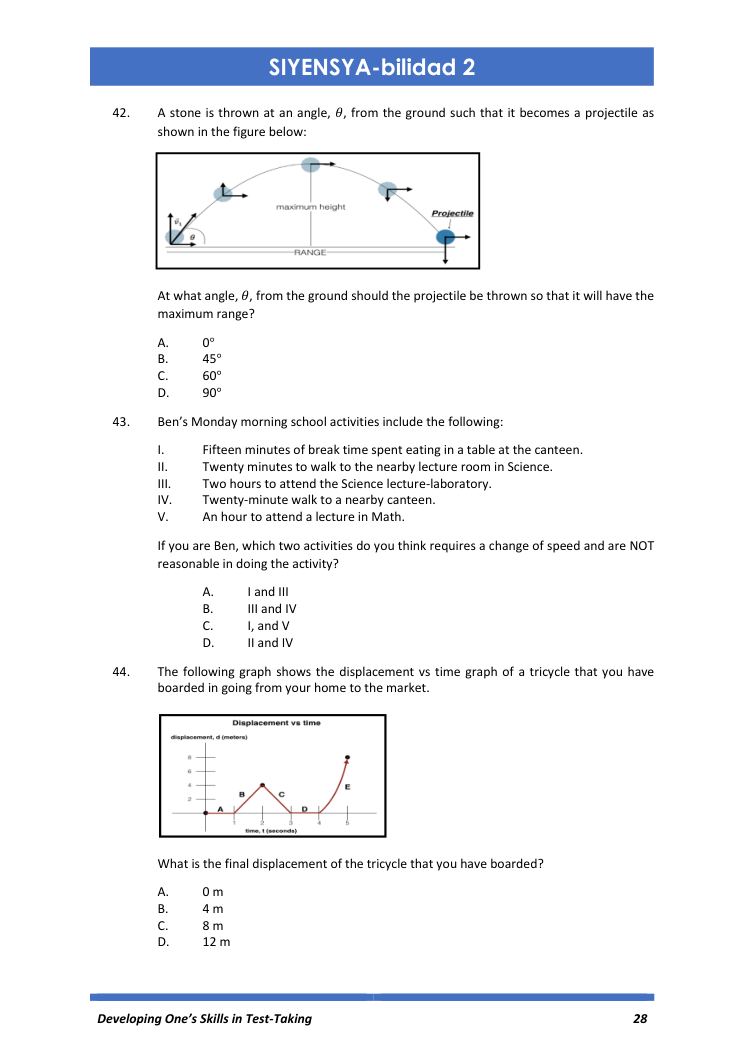 SIYENSYA-bilidad 2
42. A stone is thrown at an angle, θ, from the ground such that it becomes a projectile as
shown in the figure below:
maximum height
Projectile
v₁
θ
RANGE
At what angle, θ, from the ground should the projectile be thrown so that it will have the
maximum range?
A. 0°
B. 45°
C. 60°
D. 90°
43. Ben’s Monday morning school activities include the following:
I. Fifteen minutes of break time spent eating in a table at the canteen.
II. Twenty minutes to walk to the nearby lecture room in Science.
III. Two hours to attend the Science lecture-laboratory.
IV. Twenty-minute walk to a nearby canteen.
V. An hour to attend a lecture in Math.
If you are Ben, which two activities do you think requires a change of speed and are NOT
reasonable in doing the activity?
A. I and III
B. III and IV
C. I, and V
D. II and IV
44. The following graph shows the displacement vs time graph of a tricycle that you have
boarded in going from your home to the market.
Displacement vs time
displacement, d (meters)
8
6
4
2
A
B
C
D
E
1 2 3 4 5
time, t (seconds)
What is the final displacement of the tricycle that you have boarded?
A. 0 m
B. 4 m
C. 8 m
D. 12 m
Developing One’s Skills in Test-Taking 28